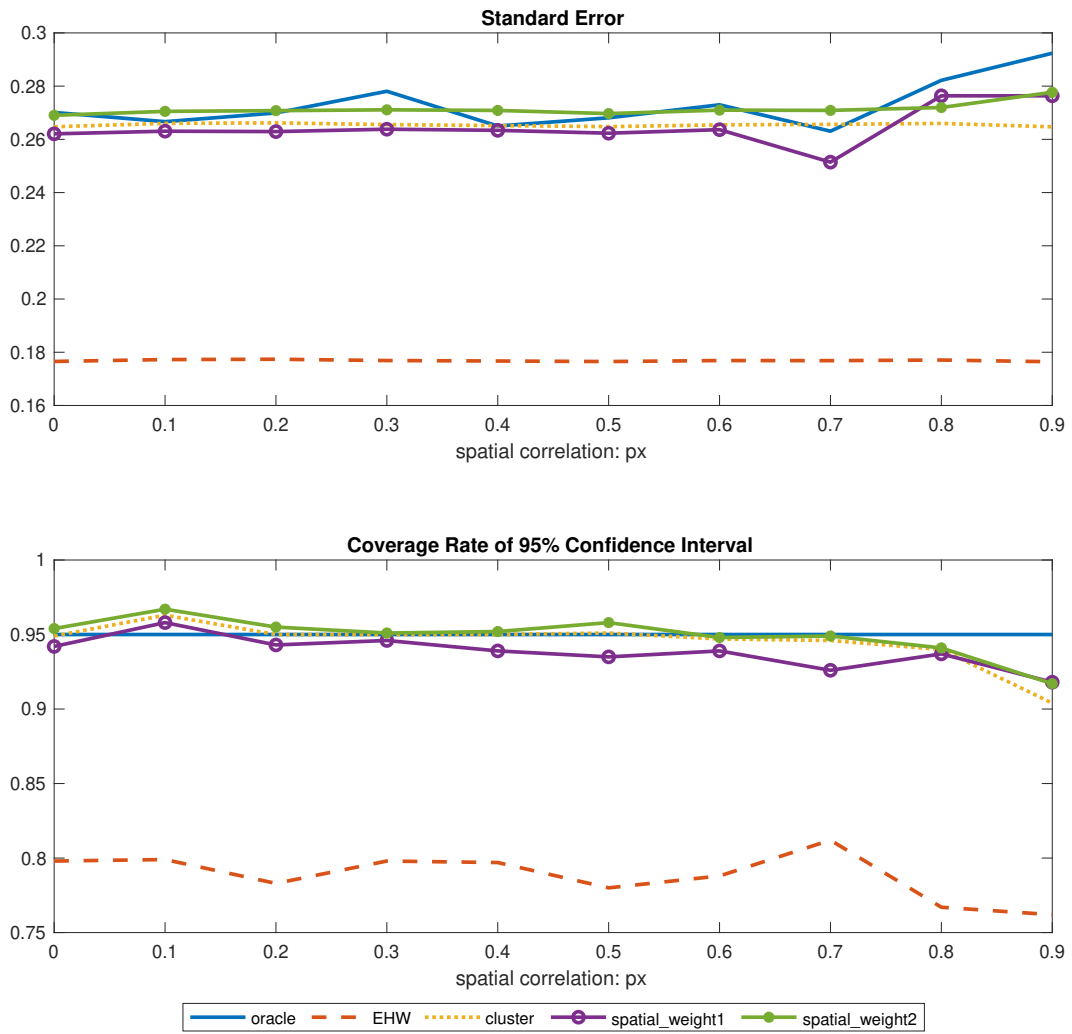 Standard Error
0.3
0.28
0.26
0.24
0.22
0.2
0.18
0.16
0 0.1 0.2 0.3 0.4 0.5 0.6 0.7 0.8 0.9
spatial correlation: px
Coverage Rate of 95% Confidence Interval
1
0.95
0.9
0.85
0.8
0.75
0 0.1 0.2 0.3 0.4 0.5 0.6 0.7 0.8 0.9
spatial correlation: px
oracle EHW cluster spatial_weight1 spatial_weight2